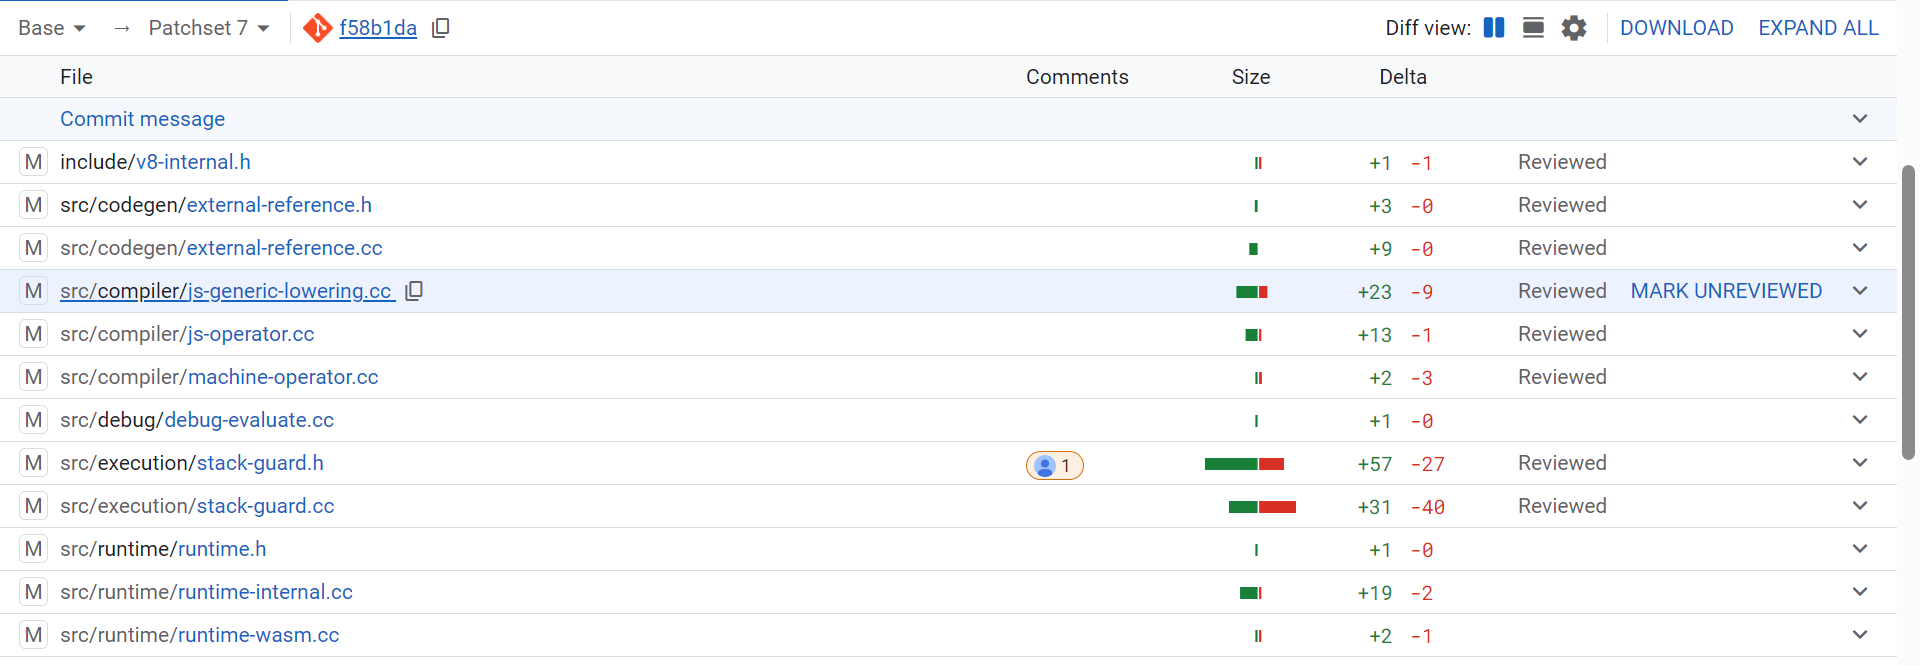 Base → Patchset 7 f58b1da Diff view: DOWNLOAD EXPAND ALL
File Comments Size Delta
Commit message
M include/v8-internal.h +1 -1 Reviewed
M src/codegen/external-reference.h +3 -0 Reviewed
M src/codegen/external-reference.cc +9 -0 Reviewed
M src/compiler/js-generic-lowering.cc +23 -9 Reviewed MARK UNREVIEWED
M src/compiler/js-operator.cc +13 -1 Reviewed
M src/compiler/machine-operator.cc +2 -3 Reviewed
M src/debug/debug-evaluate.cc +1 -0
M src/execution/stack-guard.h 1 +57 -27 Reviewed
M src/execution/stack-guard.cc +31 -40 Reviewed
M src/runtime/runtime.h +1 -0
M src/runtime/runtime-internal.cc +19 -2
M src/runtime/runtime-wasm.cc +2 -1